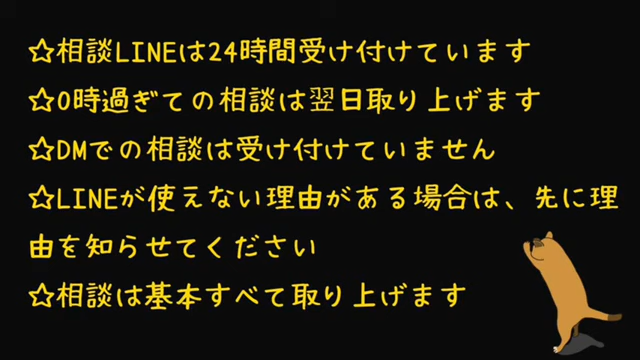 ☆相談LINEは24時間受け付けています
☆0時過ぎての相談は翌日取り上げます
☆DMでの相談は受け付けていません
☆LINEが使えない理由がある場合は、先に理
由を知らせてください
☆相談は基本すべて取り上げます